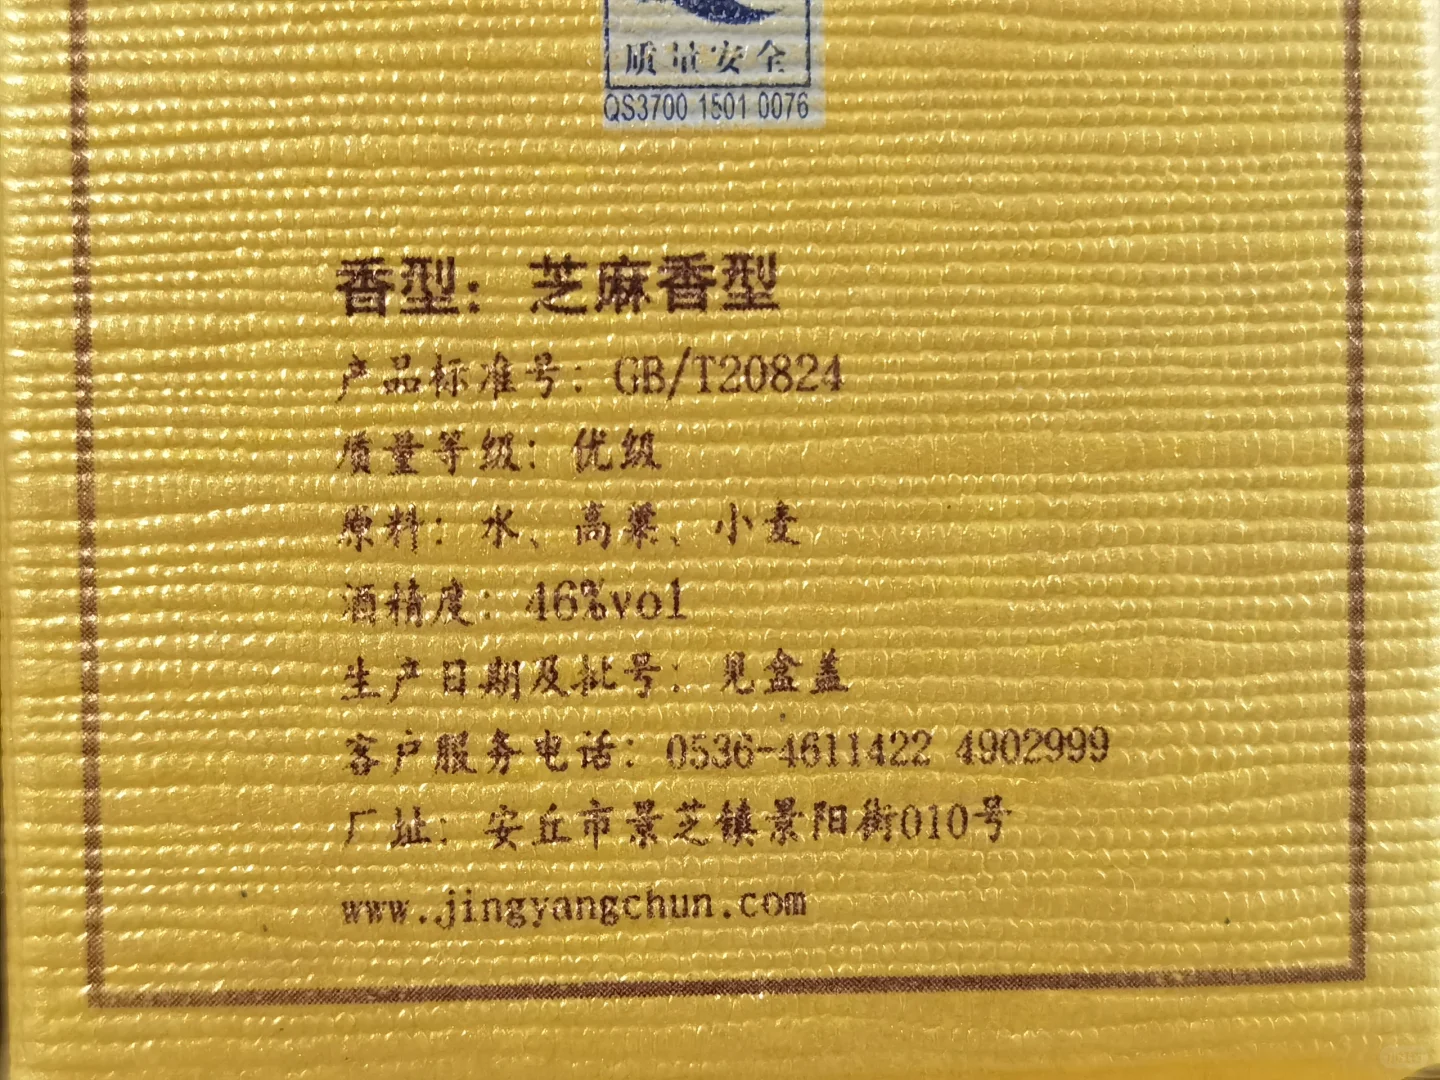 质量安全
QS3700 1501 0076
香型：芝麻香型
产品标准号：GB/T20824
质量等级：优级
原料：水、高粱、小麦
酒精度：46%vol
生产日期及批号：见盒盖
客户服务电话：0536-4611422 4902999
厂址：安丘市景芝镇景阳街010号
www.jingyangchun.com